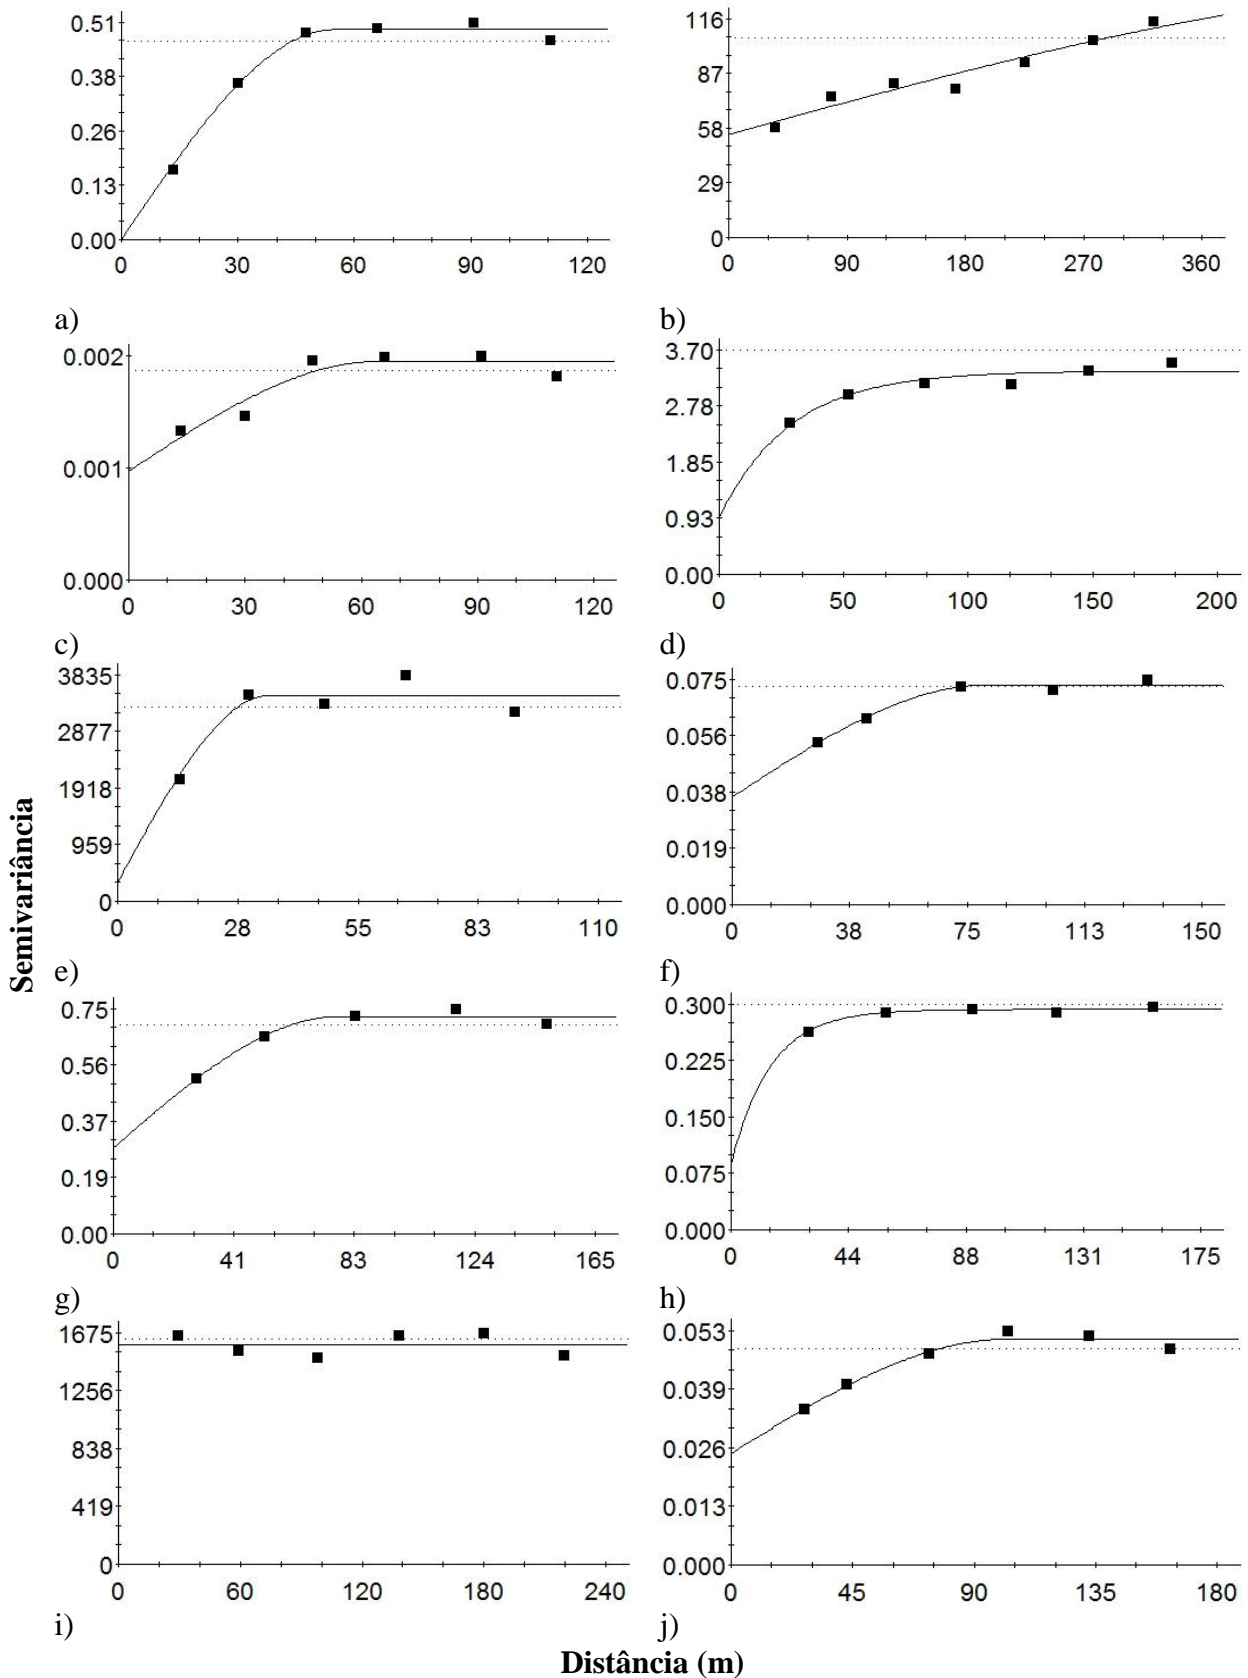 0.51
0.38
0.26
0.13
0.00
0 30 60 90 120
a)
116
87
58
29
0
0 90 180 270 360
b)
0.002
0.001
0.000
0 30 60 90 120
c)
3.70
2.78
1.85
0.93
0.00
0 50 100 150 200
d)
3835
2877
1918
959
0
0 28 55 83 110
e)
0.075
0.056
0.038
0.019
0.000
0 38 75 113 150
f)
Semivariância
0.75
0.56
0.37
0.19
0.00
0 41 83 124 165
g)
0.300
0.225
0.150
0.075
0.000
0 44 88 131 175
h)
1675
1256
838
419
0
0 60 120 180 240
i)
0.053
0.039
0.026
0.013
0.000
0 45 90 135 180
j)
Distância (m)